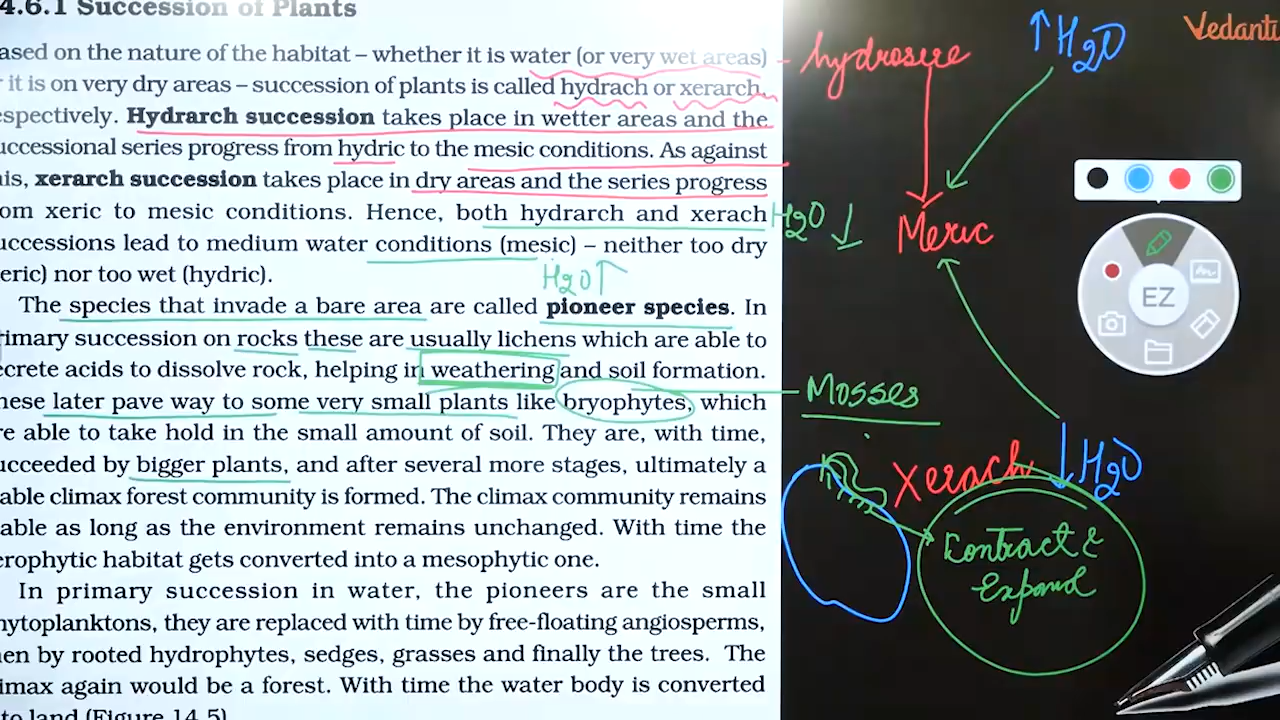 4.6.1 Succession of Plants
ased on the nature of the habitat – whether it is water (or very wet areas)
r it is on very dry areas – succession of plants is called hydrach or xerarch,
espectively. Hydrarch succession takes place in wetter areas and the
uccessional series progress from hydric to the mesic conditions. As against
his, xerarch succession takes place in dry areas and the series progress
om xeric to mesic conditions. Hence, both hydrarch and xerach
uccessions lead to medium water conditions (mesic) – neither too dry
eric) nor too wet (hydric).
The species that invade a bare area are called pioneer species. In
rimary succession on rocks these are usually lichens which are able to
ecrete acids to dissolve rock, helping in weathering and soil formation.
hese later pave way to some very small plants like bryophytes, which
re able to take hold in the small amount of soil. They are, with time,
ucceeded by bigger plants, and after several more stages, ultimately a
able climax forest community is formed. The climax community remains
able as long as the environment remains unchanged. With time the
erophytic habitat gets converted into a mesophytic one.
In primary succession in water, the pioneers are the small
hytoplanktons, they are replaced with time by free-floating angiosperms,
hen by rooted hydrophytes, sedges, grasses and finally the trees. The
imax again would be a forest. With time the water body is converted
to land (Figure 14.5).
H2O↑
hydrosere
↑H2O
Vedantu
H2O ↓
Meric
Mosses
Xerach
↓H2O
Contract &
Expand
EZ